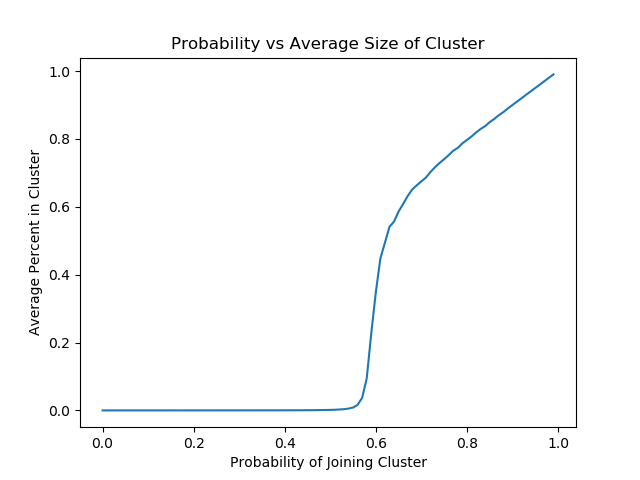 Probability vs Average Size of Cluster
Average Percent in Cluster
1.0
0.8
0.6
0.4
0.2
0.0
0.0 0.2 0.4 0.6 0.8 1.0
Probability of Joining Cluster